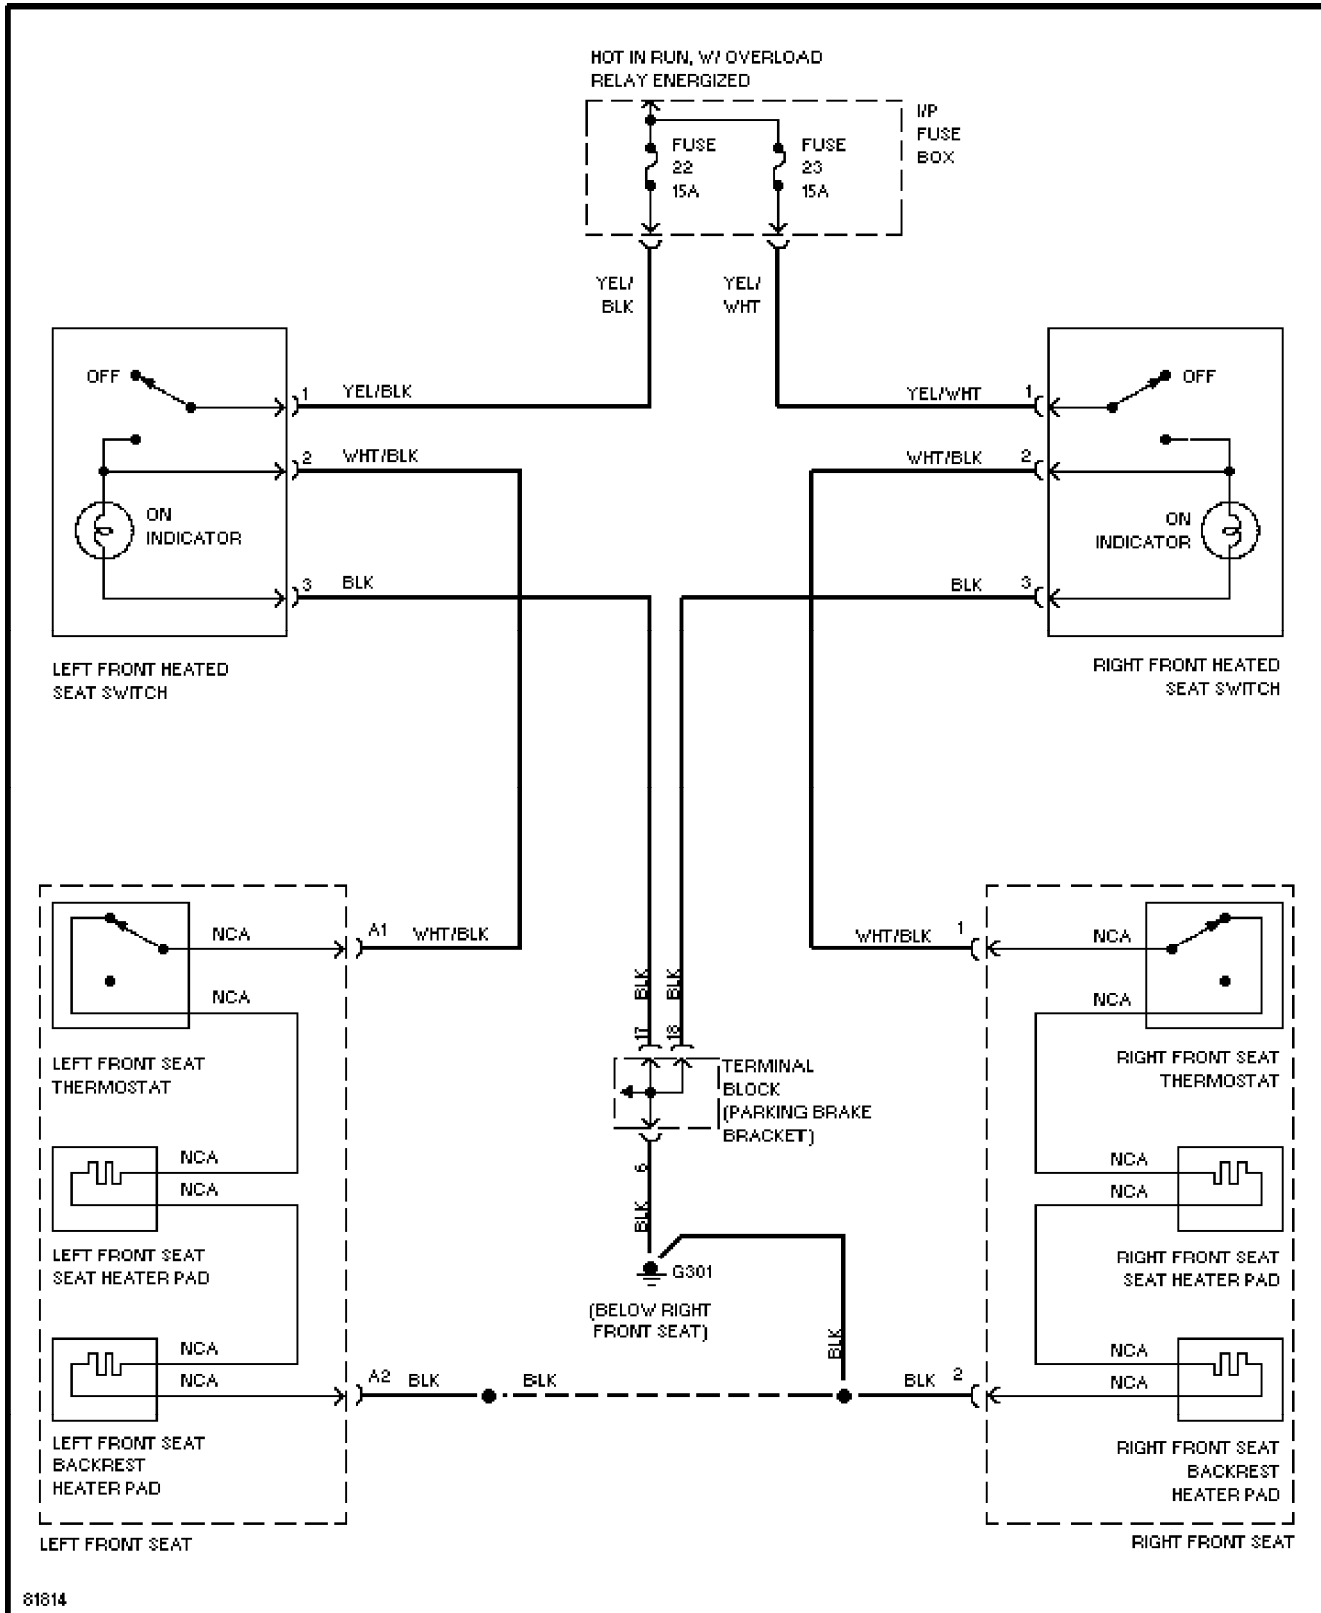 HOT IN RUN, W/ OVERLOAD
RELAY ENERGIZED
I/P
FUSE
BOX
FUSE
22
15A
FUSE
23
15A
YEL/
BLK
YEL/
WHT
OFF
1
YEL/BLK
YEL/WHT
1
OFF
2
WHT/BLK
WHT/BLK
2
ON
INDICATOR
ON
INDICATOR
3
BLK
BLK
3
LEFT FRONT HEATED
SEAT SWITCH
RIGHT FRONT HEATED
SEAT SWITCH
NCA
A1
WHT/BLK
WHT/BLK
1
NCA
NCA
NCA
BLK
BLK
17
18
LEFT FRONT SEAT
THERMOSTAT
TERMINAL
BLOCK
(PARKING BRAKE
BRACKET)
RIGHT FRONT SEAT
THERMOSTAT
NCA
NCA
6
BLK
NCA
NCA
LEFT FRONT SEAT
SEAT HEATER PAD
G301
(BELOW RIGHT
FRONT SEAT)
RIGHT FRONT SEAT
SEAT HEATER PAD
BLK
NCA
NCA
A2
BLK
BLK
BLK
2
NCA
NCA
LEFT FRONT SEAT
BACKREST
HEATER PAD
RIGHT FRONT SEAT
BACKREST
HEATER PAD
LEFT FRONT SEAT
RIGHT FRONT SEAT
81814